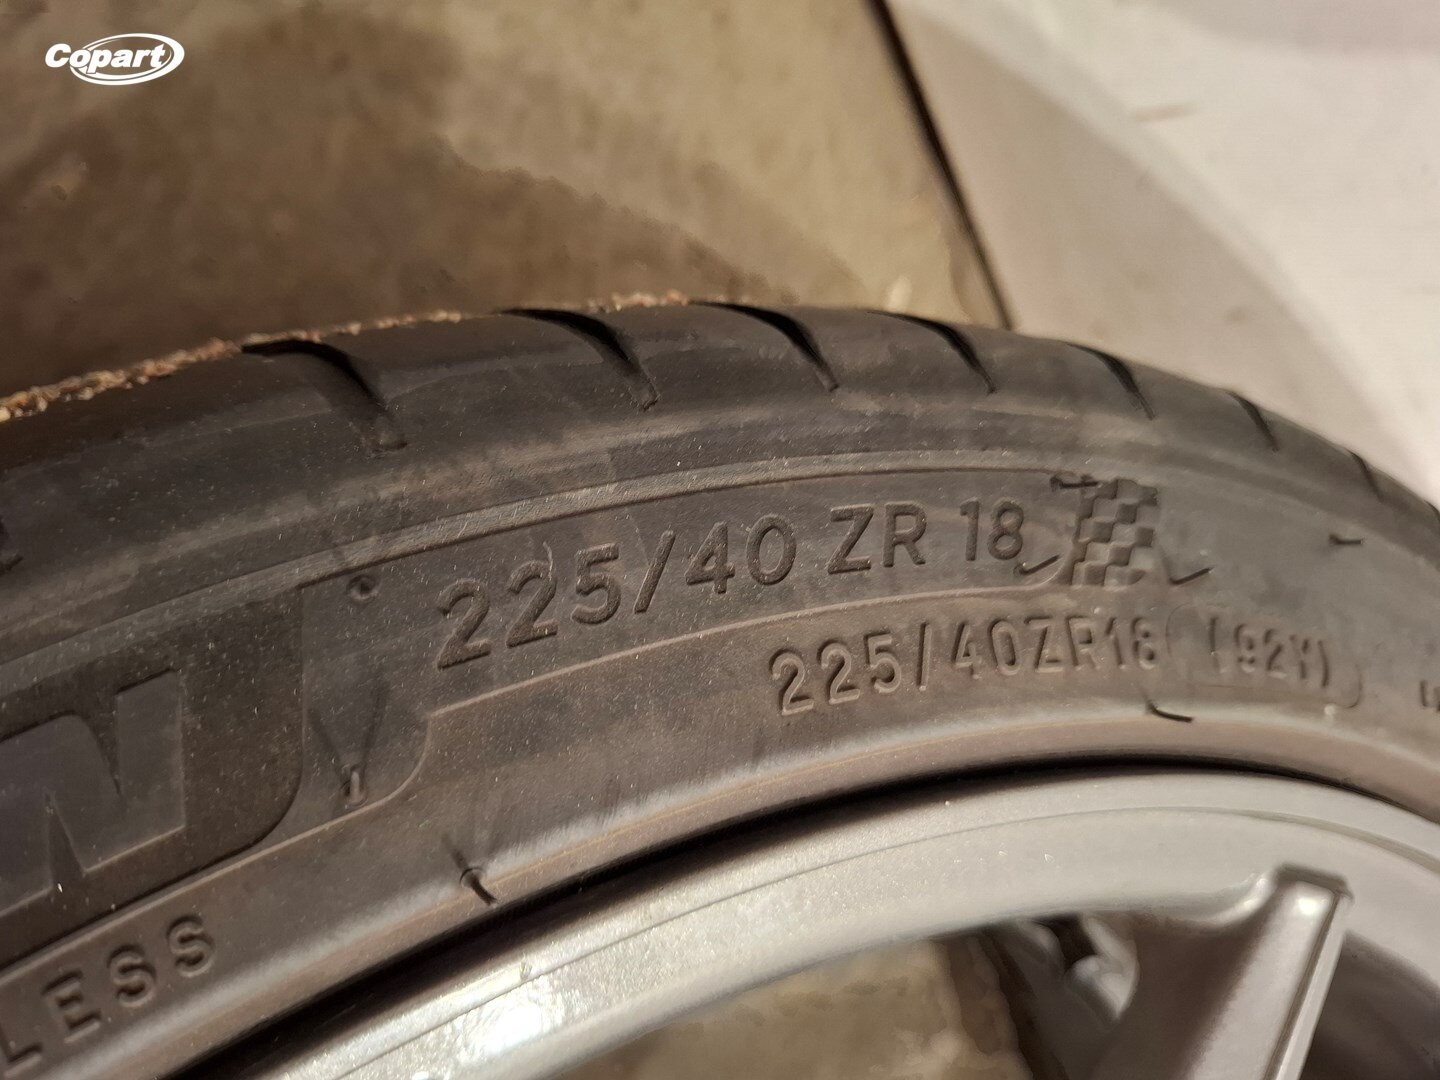 Copart
225/40 ZR 18
225/40ZR18 (92Y)
N
LESS